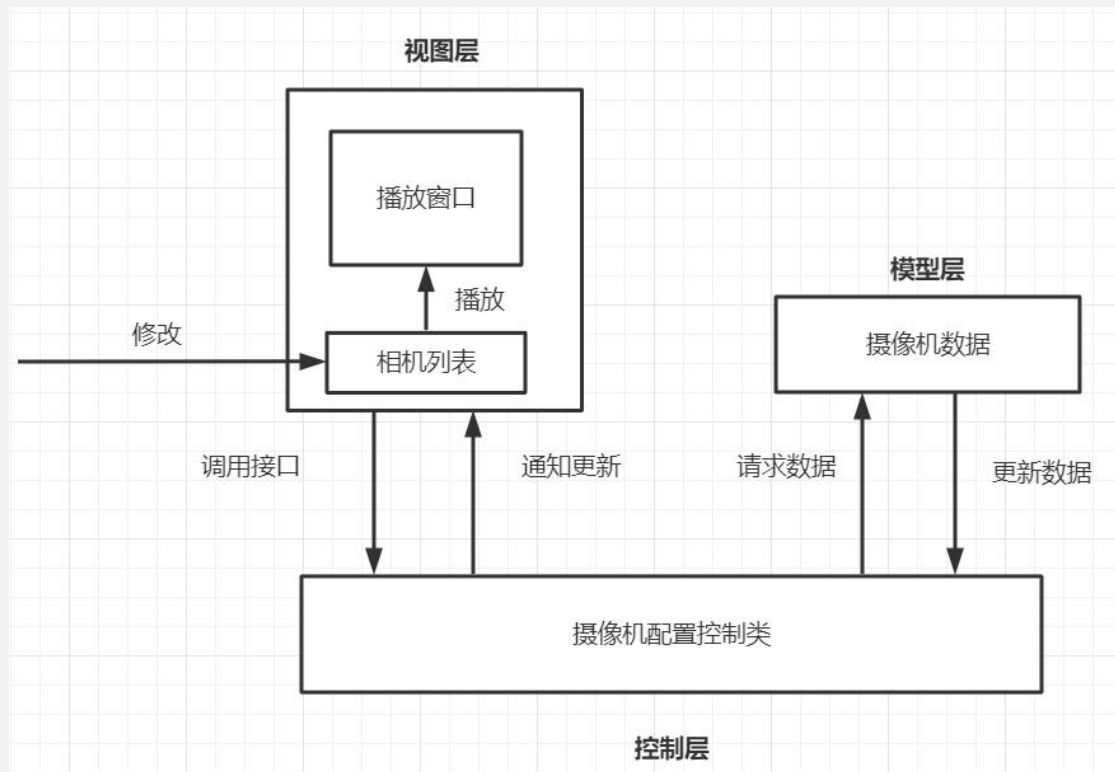 视图层
播放窗口
播放
修改
相机列表
模型层
摄像机数据
调用接口
通知更新
请求数据
更新数据
摄像机配置控制类
控制层